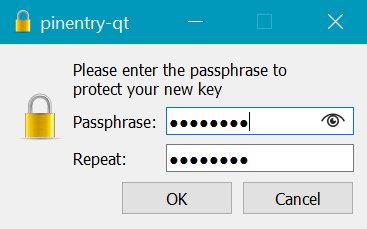 pinentry-qt
Please enter the passphrase to
protect your new key
Passphrase: ●●●●●●●●
Repeat: ●●●●●●●●
OK Cancel